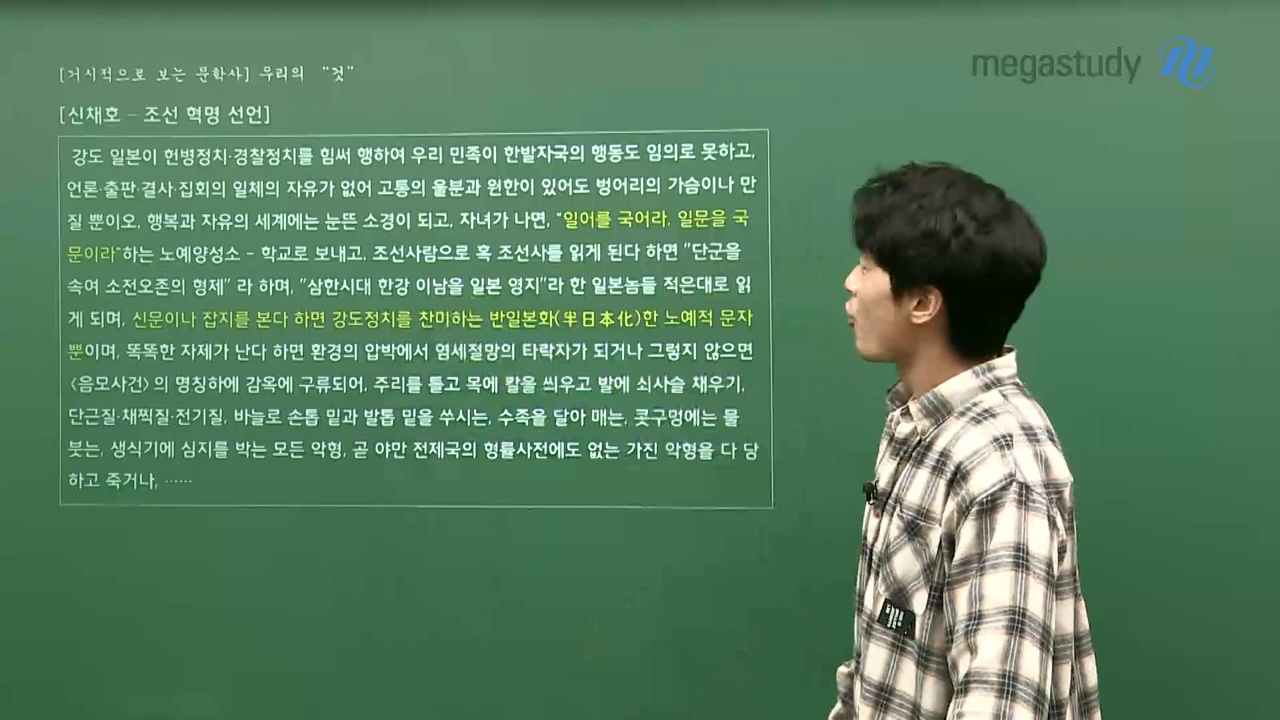 megastudy
[거시적으로 보는 문학사] 우리의 “것”
[신채호 – 조선 혁명 선언]
강도 일본이 헌병정치·경찰정치를 힘써 행하여 우리 민족이 한발자국의 행동도 임의로 못하고,
언론·출판·결사·집회의 일체의 자유가 없어 고통의 울분과 원한이 있어도 벙어리의 가슴이나 만
질 뿐이오, 행복과 자유의 세계에는 눈뜬 소경이 되고, 자녀가 나면, “일어를 국어라, 일문을 국
문이라”하는 노예양성소 - 학교로 보내고, 조선사람으로 혹 조선사를 읽게 된다 하면 "단군을
속여 소전오존의 형제" 라 하며, "삼한시대 한강 이남을 일본 영지"라 한 일본놈들 적은대로 읽
게 되며, 신문이나 잡지를 본다 하면 강도정치를 찬미하는 반일본화(半日本化)한 노예적 문자
뿐이며, 똑똑한 자제가 난다 하면 환경의 압박에서 염세절망의 타락자가 되거나 그렇지 않으면
〈음모사건〉의 명칭하에 감옥에 구류되어, 주리를 틀고 목에 칼을 씌우고 발에 쇠사슬 채우기,
단근질·채찍질·전기질, 바늘로 손톱 밑과 발톱 밑을 쑤시는, 수족을 달아 매는, 콧구멍에는 물
붓는, 생식기에 심지를 박는 모든 악형, 곧 야만 전제국의 형률사전에도 없는 가진 악형을 다 당
하고 죽거나, ……